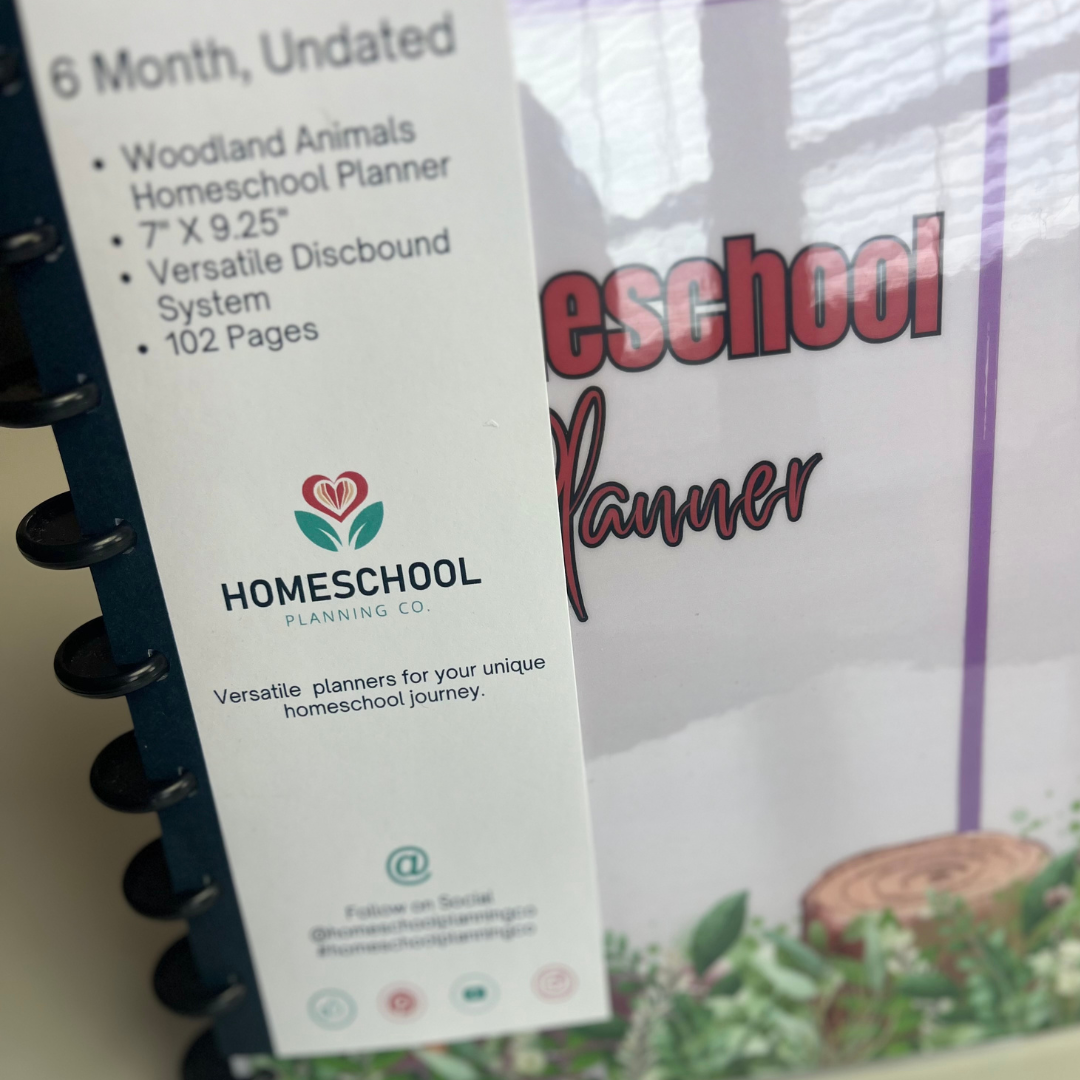 6 Month, Undated
• Woodland Animals
Homeschool Planner
• 7" X 9.25"
• Versatile Discbound
System
• 102 Pages
HOMESCHOOL
PLANNING CO.
Versatile planners for your unique
homeschool journey.
@
Follow on Social
@homeschoolplanningco
#homeschoolplanningco
eschool
Planner